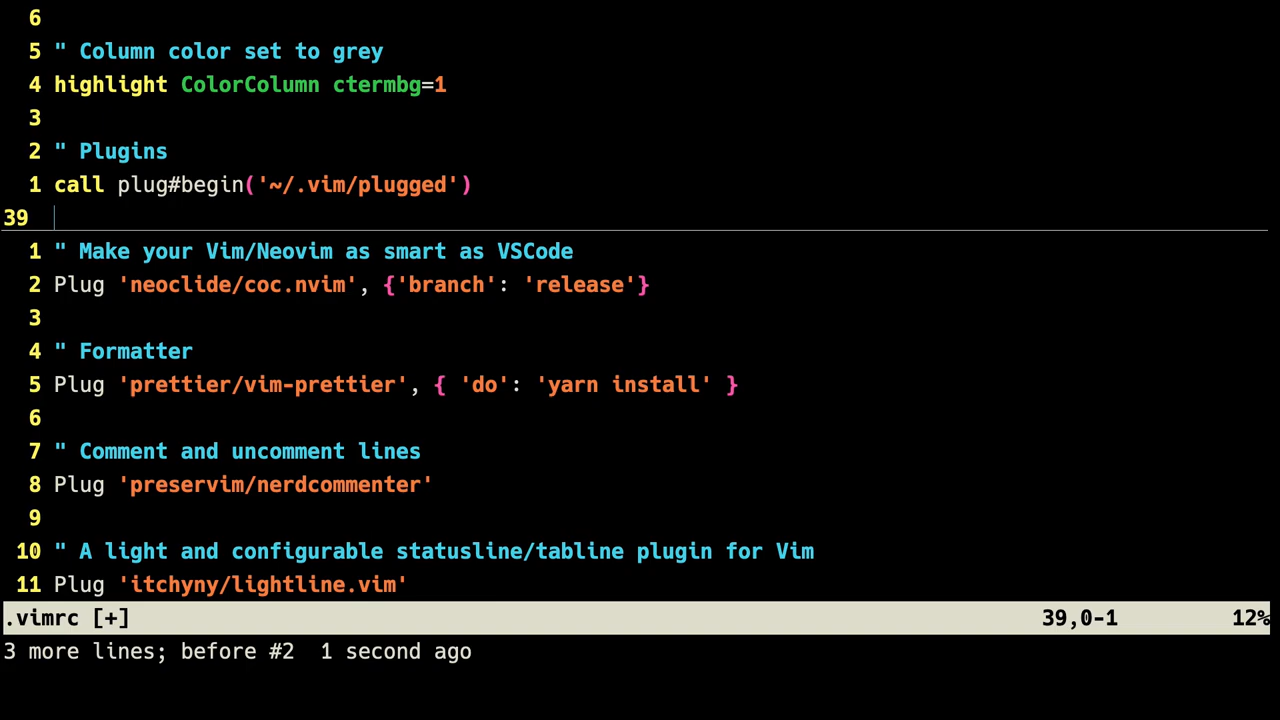 6
5 " Column color set to grey
4 highlight ColorColumn ctermbg=1
3
2 " Plugins
1 call plug#begin('~/.vim/plugged')
39
1 " Make your Vim/Neovim as smart as VSCode
2 Plug 'neoclide/coc.nvim', {'branch': 'release'}
3
4 " Formatter
5 Plug 'prettier/vim-prettier', { 'do': 'yarn install' }
6
7 " Comment and uncomment lines
8 Plug 'preservim/nerdcommenter'
9
10 " A light and configurable statusline/tabline plugin for Vim
11 Plug 'itchyny/lightline.vim'
.vimrc [+] 39,0-1 12%
3 more lines; before #2  1 second ago